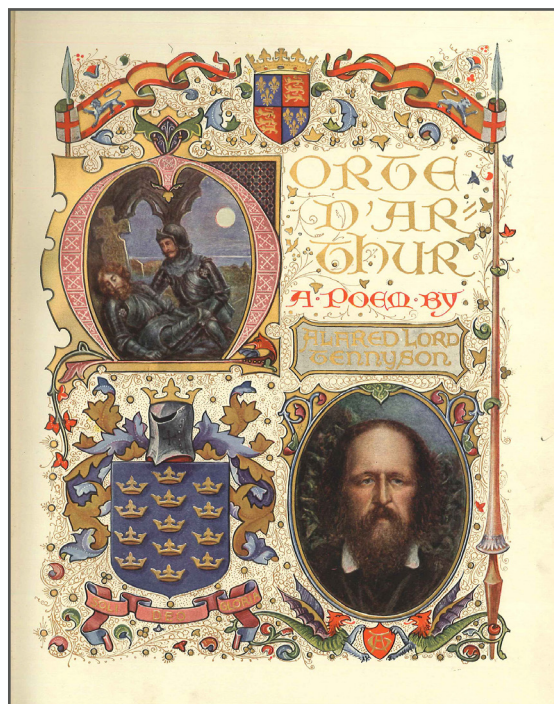 MORTE
D'AR=
THUR
A·POEM·BY
ALFRED LORD
TENNYSON.